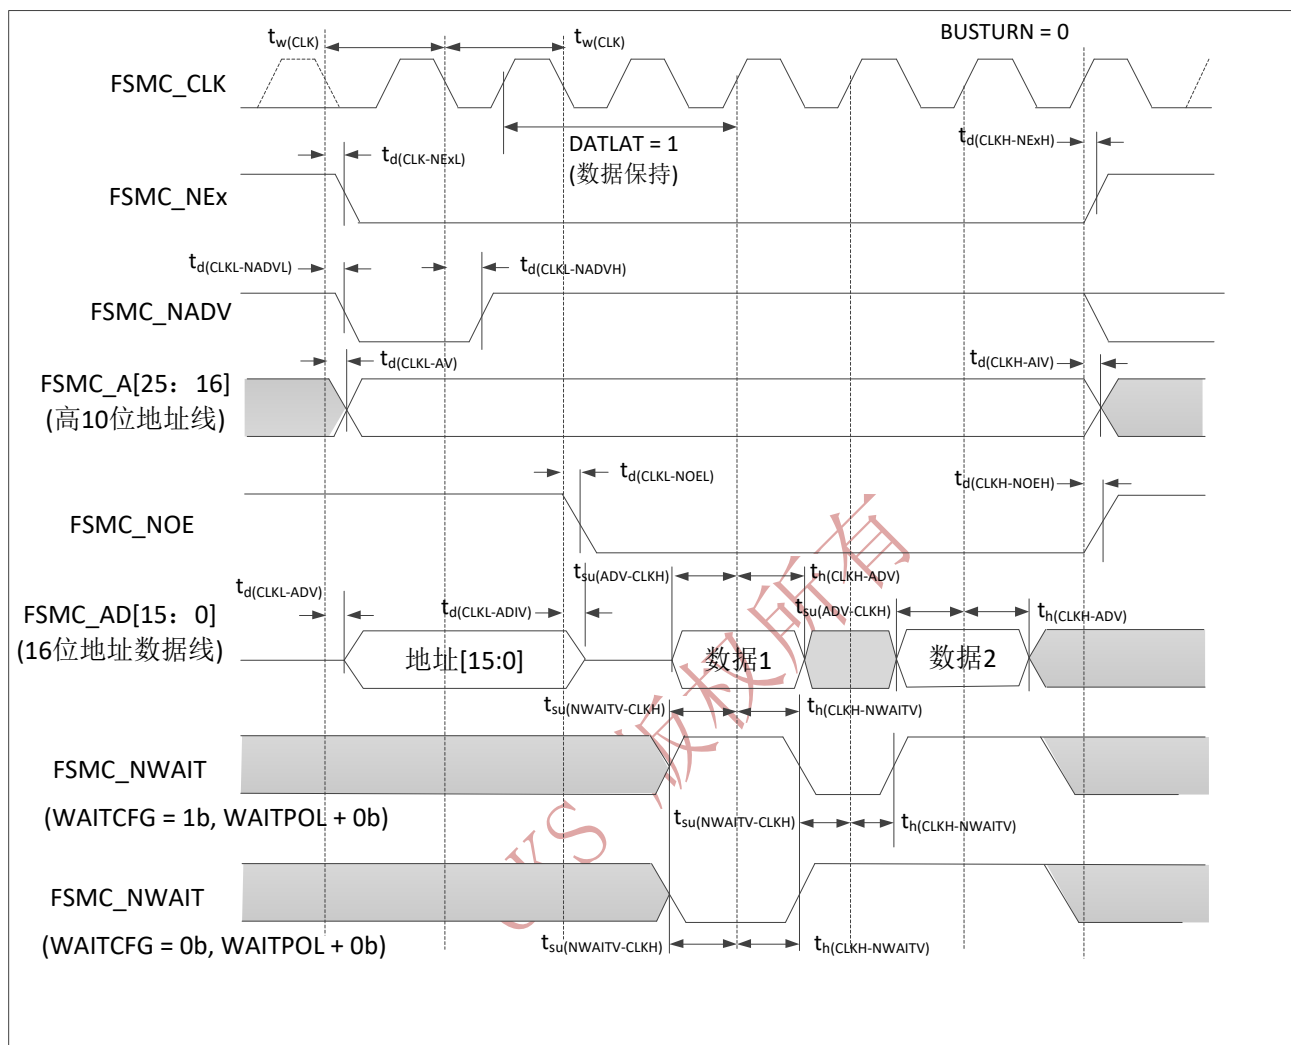 BUSTURN = 0
tw(CLK)
tw(CLK)
FSMC_CLK
DATLAT = 1
(数据保持)
td(CLK-NExL)
td(CLKH-NExH)
FSMC_NEx
td(CLKL-NADVL)
td(CLKL-NADVH)
FSMC_NADV
td(CLKL-AV)
td(CLKH-AIV)
FSMC_A[25：16]
(高10位地址线)
td(CLKL-NOEL)
td(CLKH-NOEH)
FSMC_NOE
tsu(ADV-CLKH)
th(CLKH-ADV)
td(CLKL-ADV)
td(CLKL-ADIV)
tsu(ADV-CLKH)
th(CLKH-ADV)
FSMC_AD[15：0]
(16位地址数据线)
地址[15:0]
数据1
数据2
tsu(NWAITV-CLKH)
th(CLKH-NWAITV)
FSMC_NWAIT
(WAITCFG = 1b, WAITPOL + 0b)
tsu(NWAITV-CLKH)
th(CLKH-NWAITV)
FSMC_NWAIT
(WAITCFG = 0b, WAITPOL + 0b)
tsu(NWAITV-CLKH)
th(CLKH-NWAITV)
版权所有